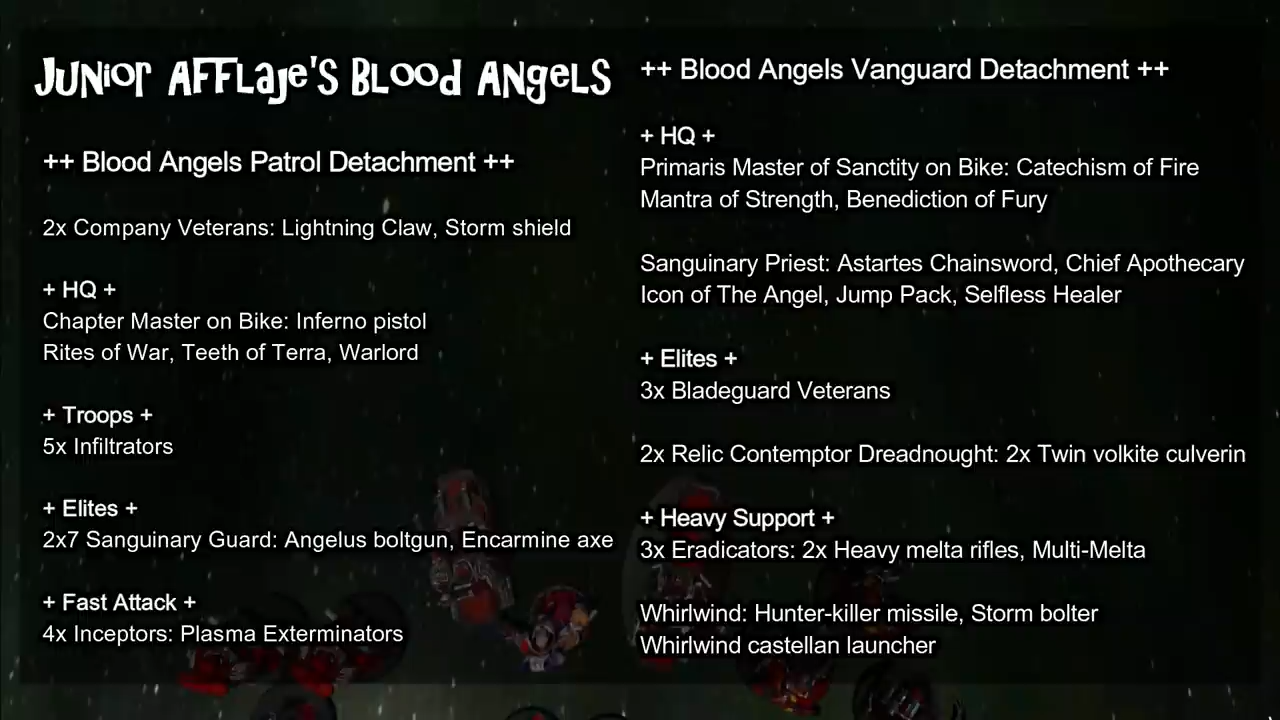 Junior Afflaje's Blood Angels
++ Blood Angels Patrol Detachment ++
2x Company Veterans: Lightning Claw, Storm shield
+ HQ +
Chapter Master on Bike: Inferno pistol
Rites of War, Teeth of Terra, Warlord
+ Troops +
5x Infiltrators
+ Elites +
2x7 Sanguinary Guard: Angelus boltgun, Encarmine axe
+ Fast Attack +
4x Inceptors: Plasma Exterminators
++ Blood Angels Vanguard Detachment ++
+ HQ +
Primaris Master of Sanctity on Bike: Catechism of Fire
Mantra of Strength, Benediction of Fury
Sanguinary Priest: Astartes Chainsword, Chief Apothecary
Icon of The Angel, Jump Pack, Selfless Healer
+ Elites +
3x Bladeguard Veterans
2x Relic Contemptor Dreadnought: 2x Twin volkite culverin
+ Heavy Support +
3x Eradicators: 2x Heavy melta rifles, Multi-Melta
Whirlwind: Hunter-killer missile, Storm bolter
Whirlwind castellan launcher